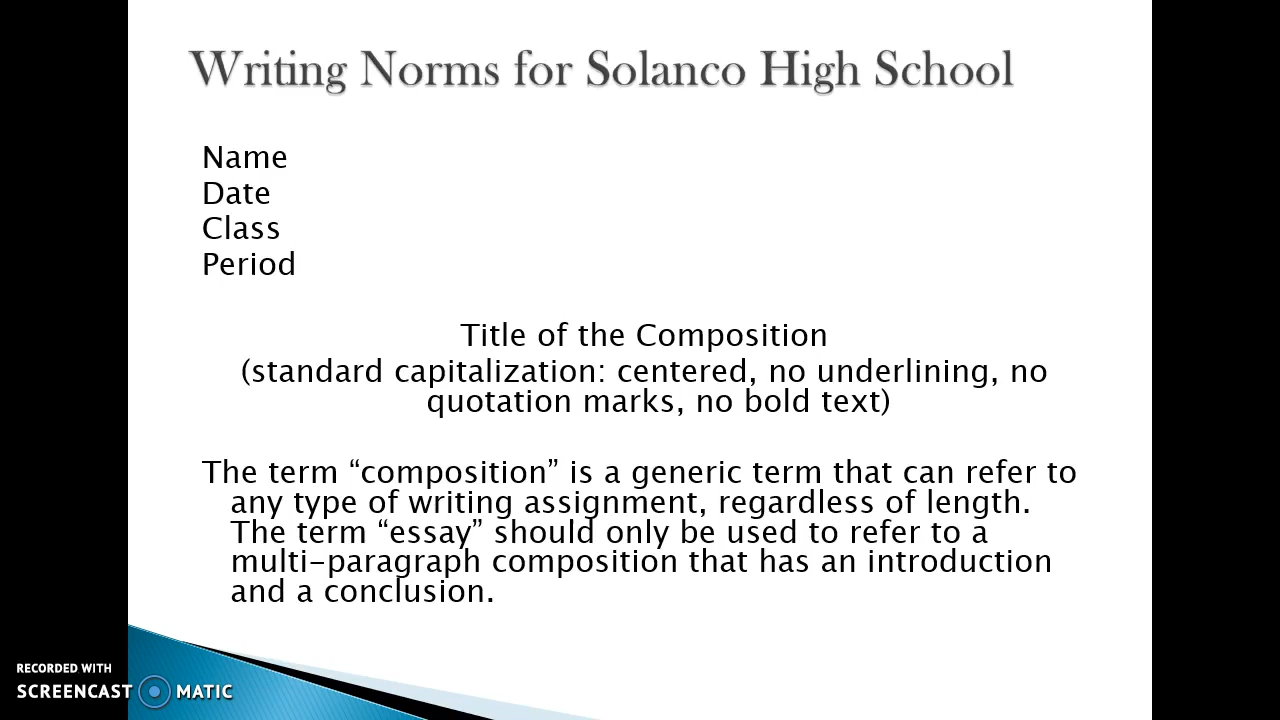 Writing Norms for Solanco High School
Name
Date
Class
Period
Title of the Composition
(standard capitalization: centered, no underlining, no
quotation marks, no bold text)
The term “composition” is a generic term that can refer to
any type of writing assignment, regardless of length.
The term “essay” should only be used to refer to a
multi-paragraph composition that has an introduction
and a conclusion.
RECORDED WITH
SCREENCAST MATIC